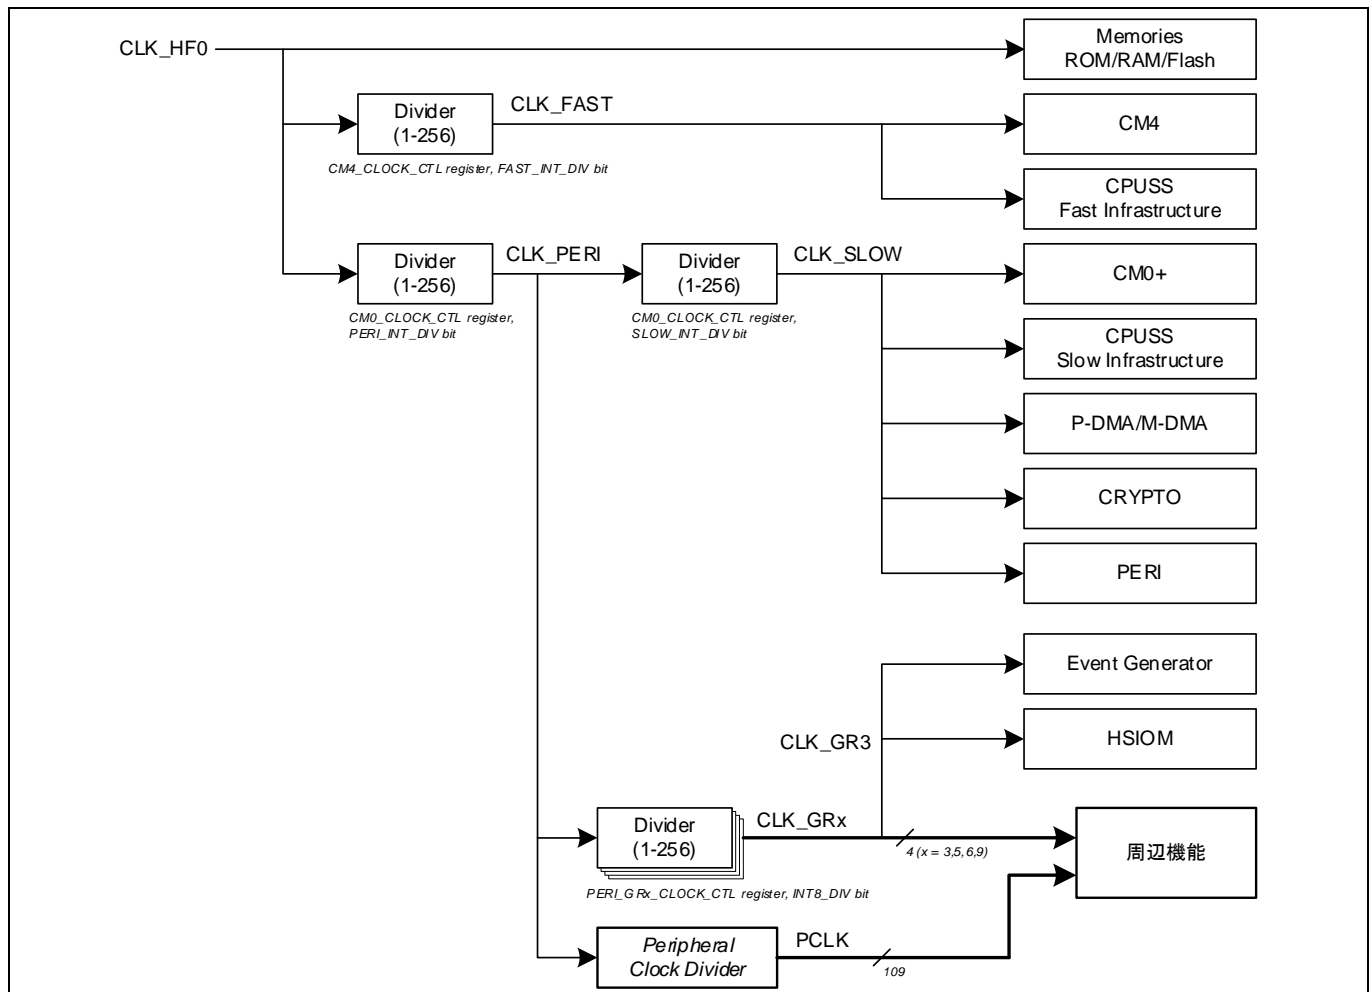 CLK_HF0
Memories
ROM/RAM/Flash
Divider
(1-256)
CLK_FAST
CM4_CLOCK_CTL register, FAST_INT_DIV bit
CM4
CPUSS
Fast Infrastructure
Divider
(1-256)
CLK_PERI
CM0_CLOCK_CTL register,
PERI_INT_DIV bit
Divider
(1-256)
CLK_SLOW
CM0_CLOCK_CTL register,
SLOW_INT_DIV bit
CM0+
CPUSS
Slow Infrastructure
P-DMA/M-DMA
CRYPTO
PERI
Event Generator
CLK_GR3
HSIOM
Divider
(1-256)
CLK_GRx
4 (x = 3,5,6,9)
周辺機能
PERI_GRx_CLOCK_CTL register, INT8_DIV bit
Peripheral
Clock Divider
PCLK
109